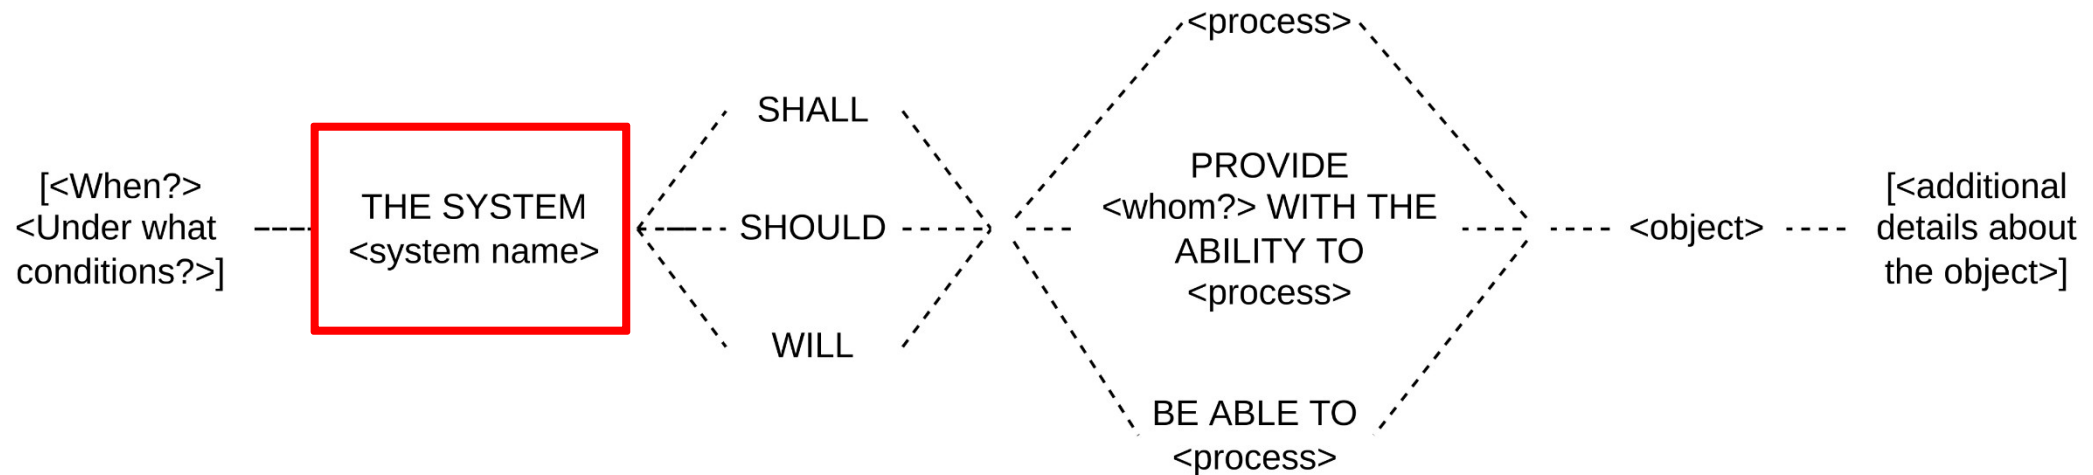 [<When?>
<Under what
conditions?>]
THE SYSTEM
<system name>
SHALL
SHOULD
WILL
<process>
PROVIDE
<whom?> WITH THE
ABILITY TO
<process>
BE ABLE TO
<process>
<object>
[<additional
details about
the object>]